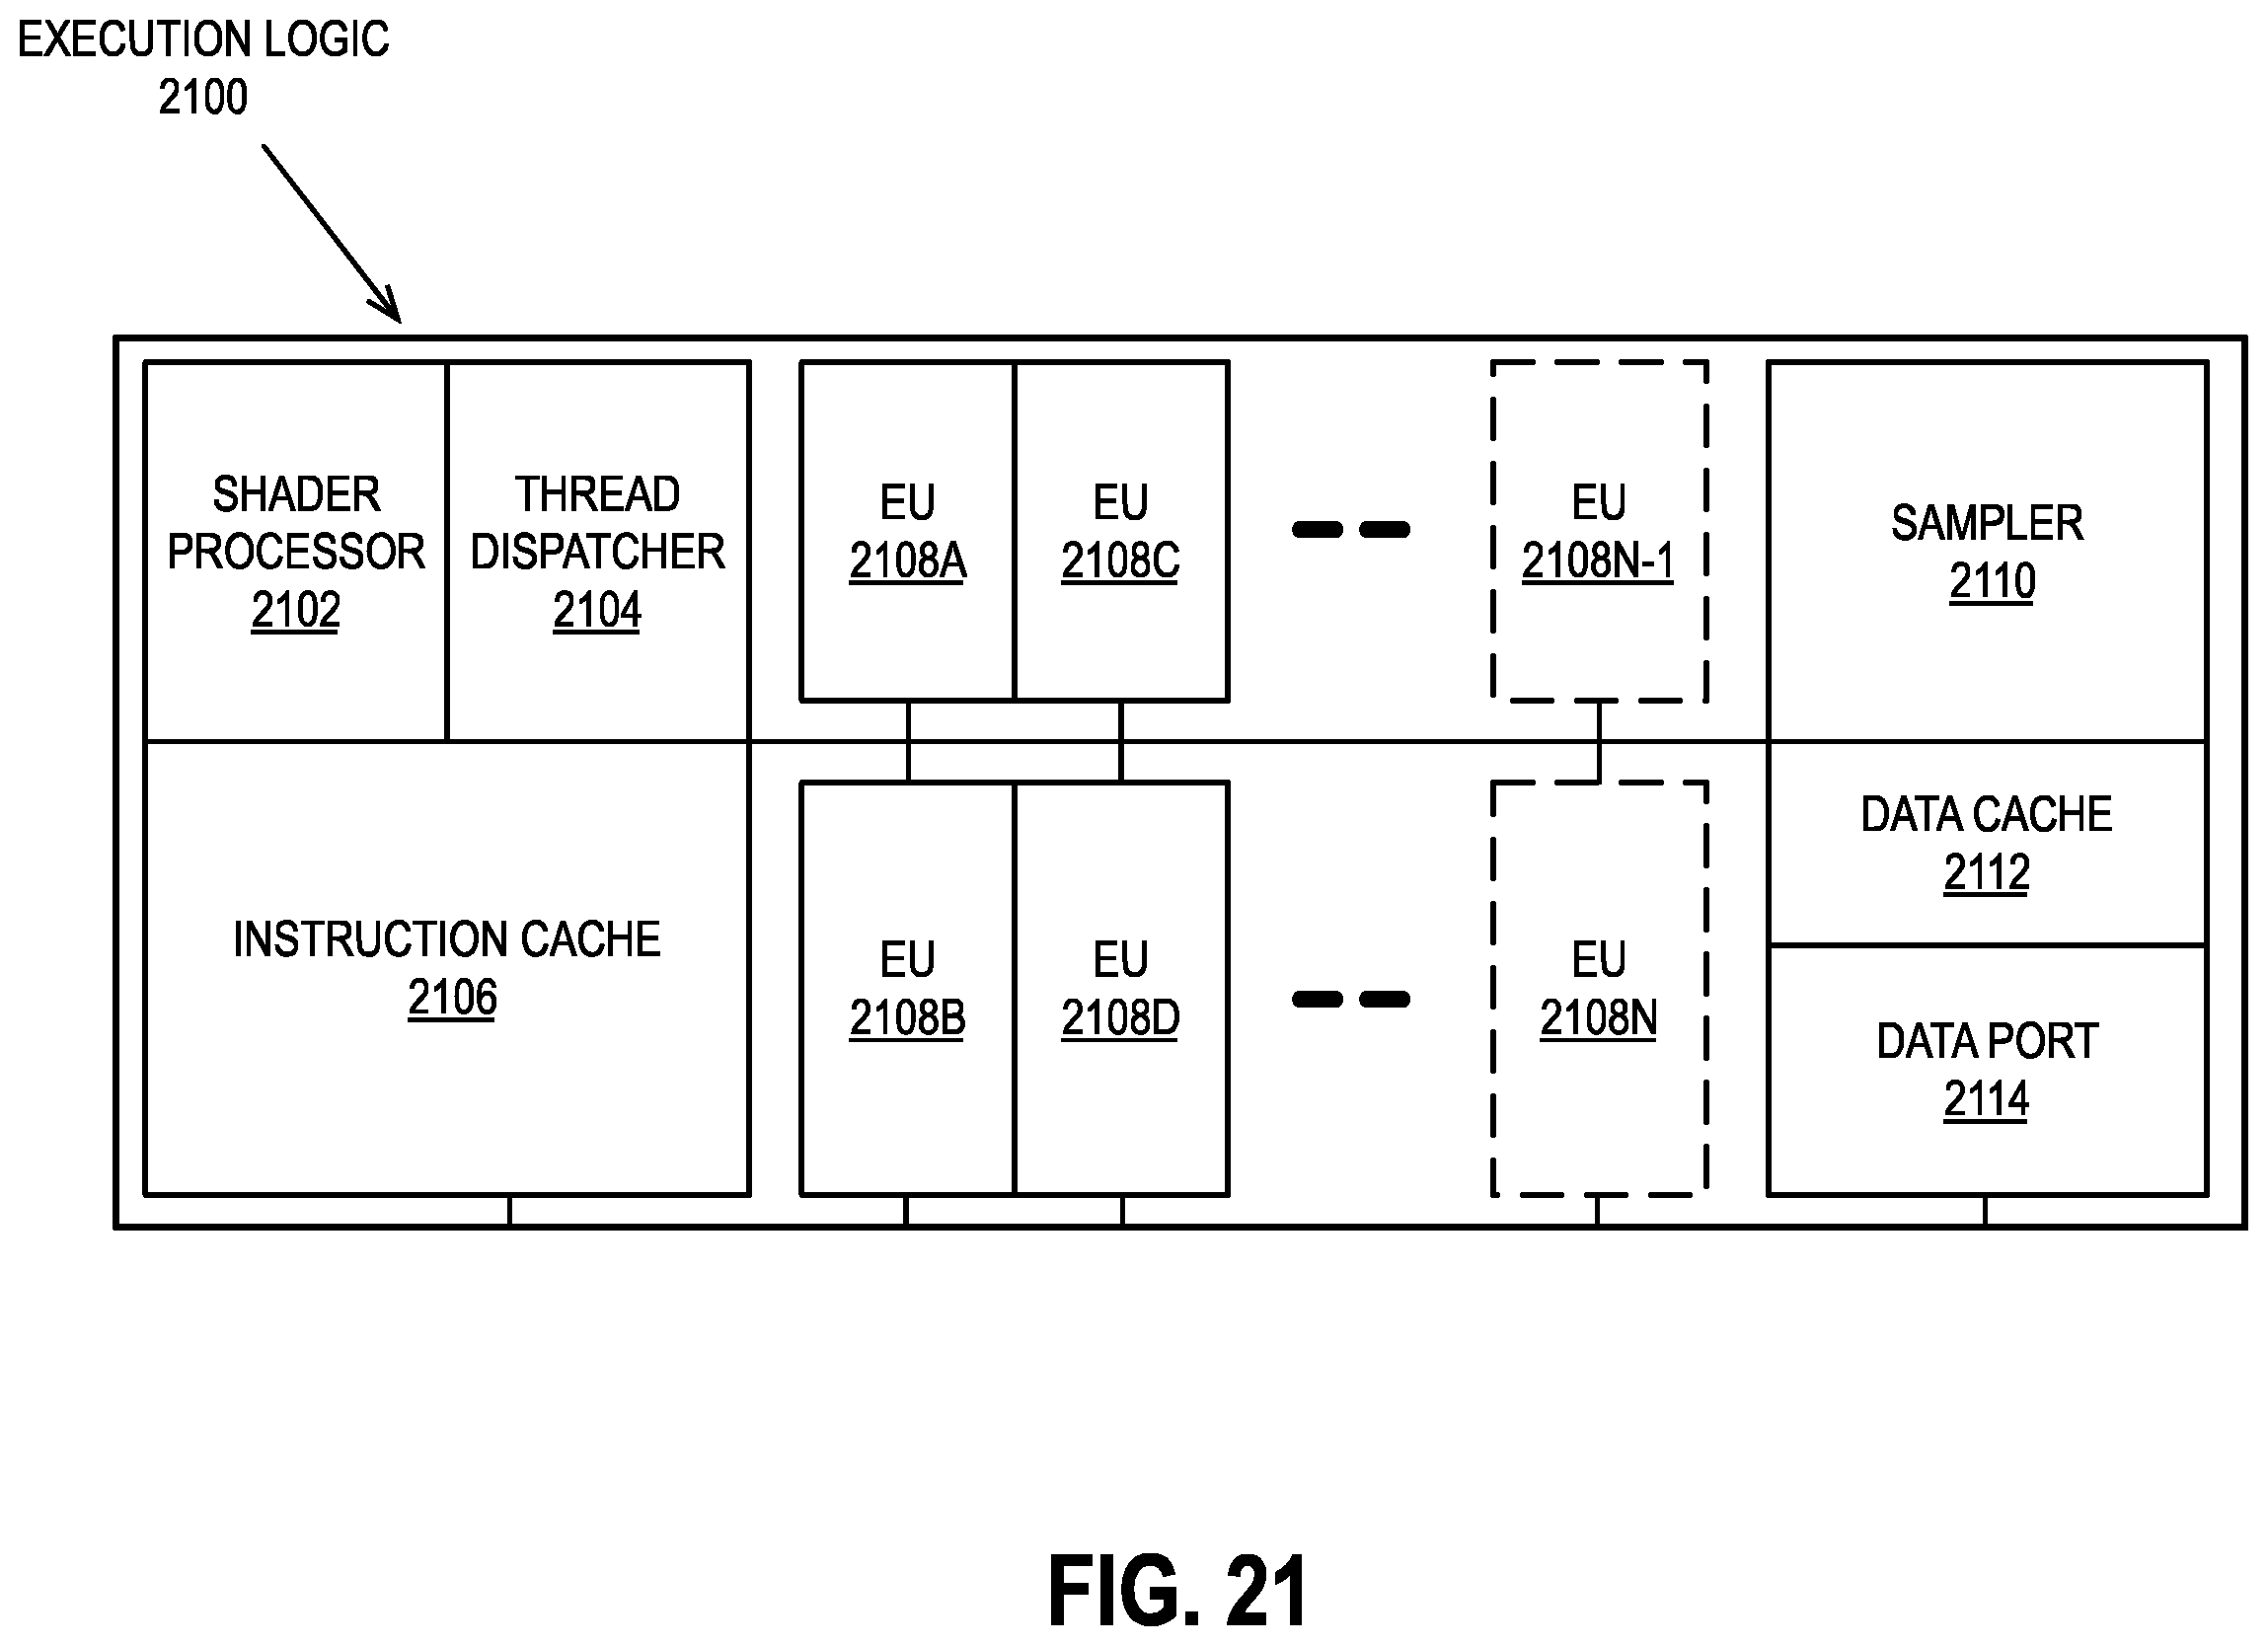 EXECUTION LOGIC
2100
SHADER
PROCESSOR
2102
THREAD
DISPATCHER
2104
EU
2108A
EU
2108C
EU
2108N-1
SAMPLER
2110
INSTRUCTION CACHE
2106
EU
2108B
EU
2108D
EU
2108N
DATA CACHE
2112
DATA PORT
2114
FIG. 21